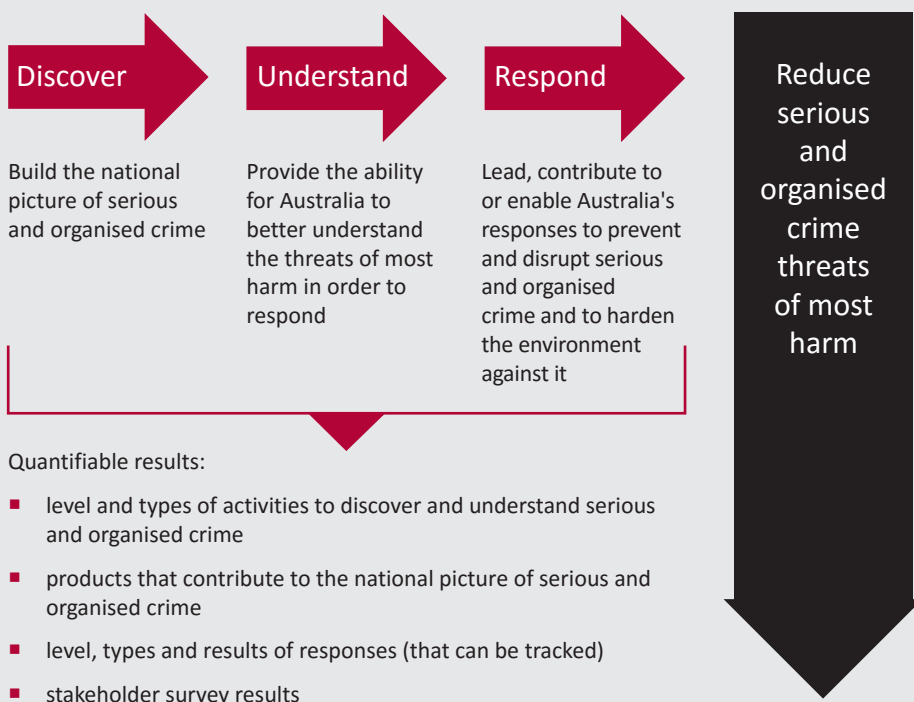 Discover
Build the national
picture of serious
and organised crime
Understand
Provide the ability
for Australia to
better understand
the threats of most
harm in order to
respond
Respond
Lead, contribute to
or enable Australia's
responses to prevent
and disrupt serious
and organised
crime and to harden
the environment
against it
Reduce
serious
and
organised
crime
threats
of most
harm
Quantifiable results:
■ level and types of activities to discover and understand serious
and organised crime
■ products that contribute to the national picture of serious and
organised crime
■ level, types and results of responses (that can be tracked)
■ stakeholder survey results